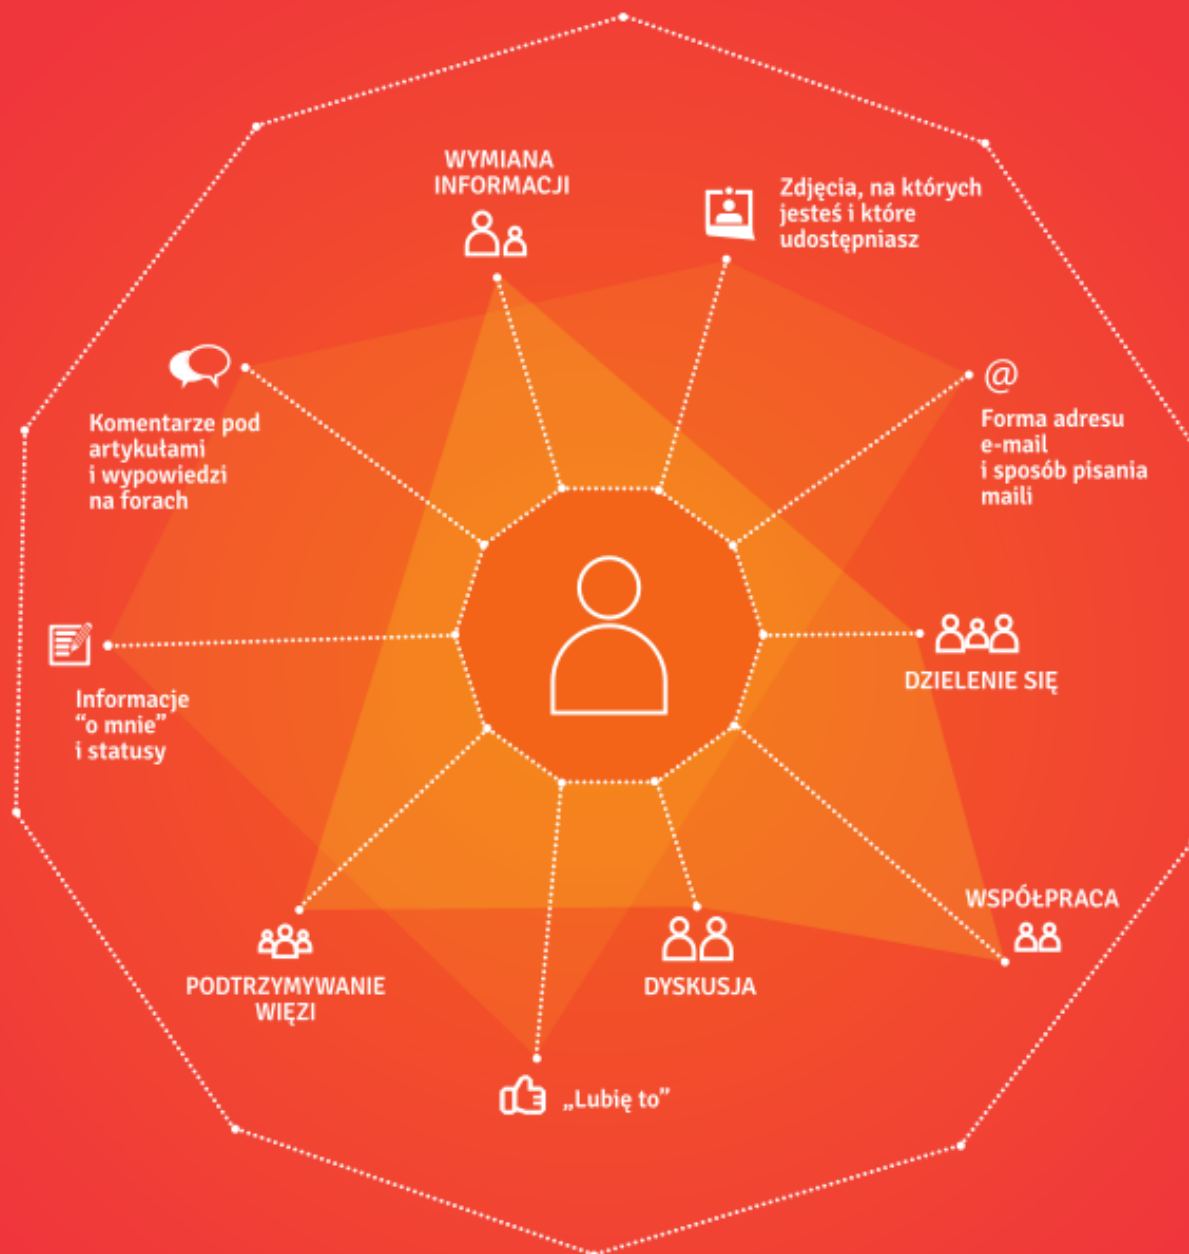 WYMIANA
INFORMACJI
Zdjęcia, na których
jesteś i które
udostępniasz
Komentarze pod
artykułami
i wypowiedzi
na forach
@
Forma adresu
e-mail
i sposób pisania
maili
DZIELENIE SIĘ
Informacje
“o mnie”
i statusy
WSPÓŁPRACA
PODTRZYMYWANIE
WIĘZI
DYSKUSJA
„Lubię to”